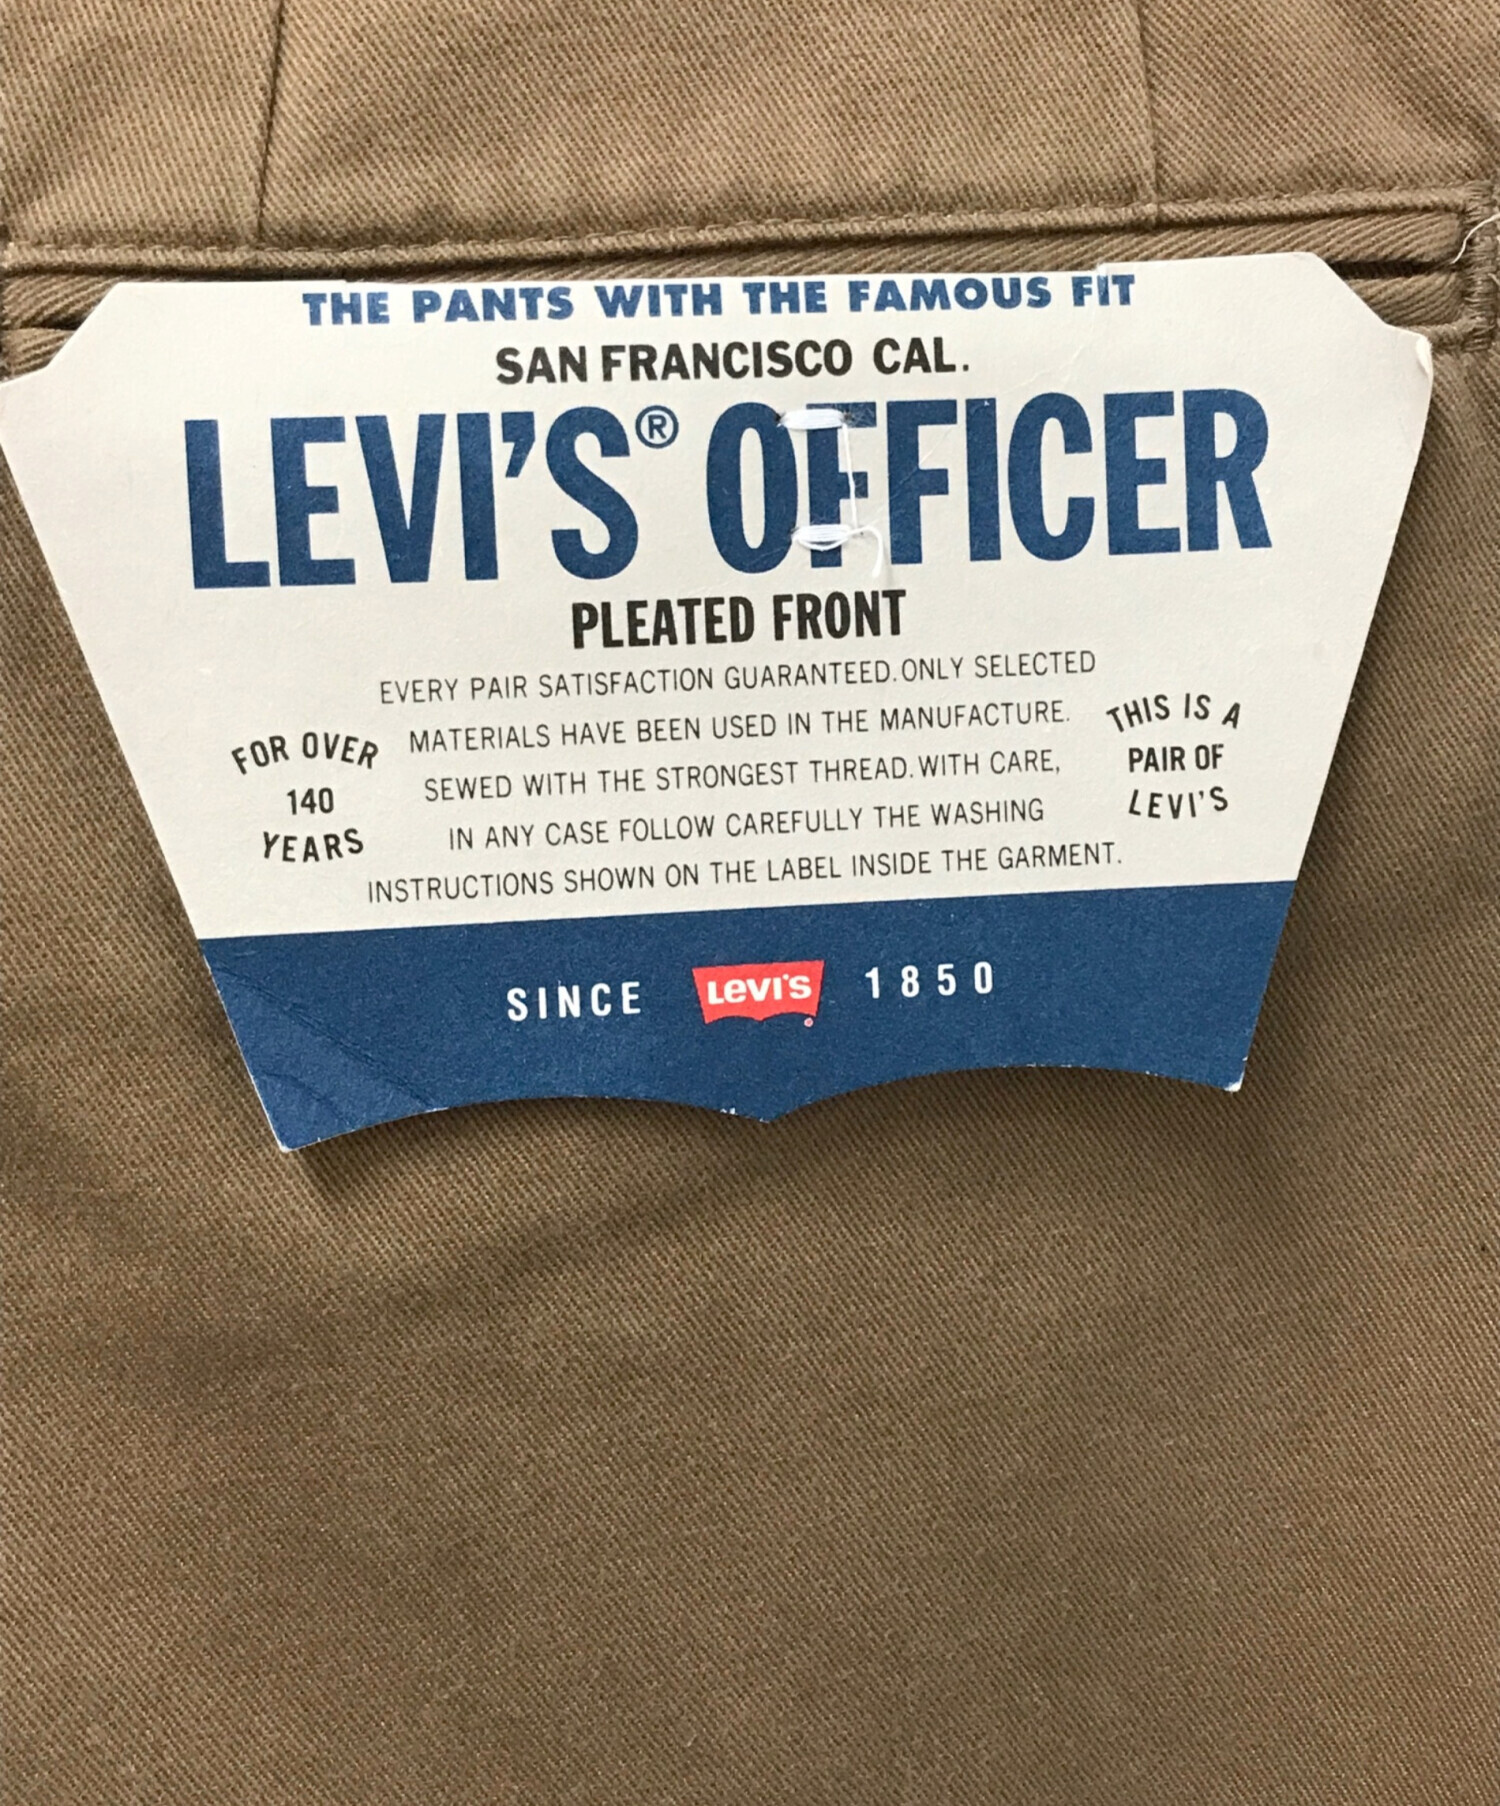 THE PANTS WITH THE FAMOUS FIT
SAN FRANCISCO CAL.
LEVI'S® OFFICER
PLEATED FRONT
EVERY PAIR SATISFACTION GUARANTEED. ONLY SELECTED
MATERIALS HAVE BEEN USED IN THE MANUFACTURE.
SEWED WITH THE STRONGEST THREAD. WITH CARE,
IN ANY CASE FOLLOW CAREFULLY THE WASHING
INSTRUCTIONS SHOWN ON THE LABEL INSIDE THE GARMENT.
FOR OVER
140
YEARS
THIS IS A
PAIR OF
LEVI'S
SINCE Levi's 1850